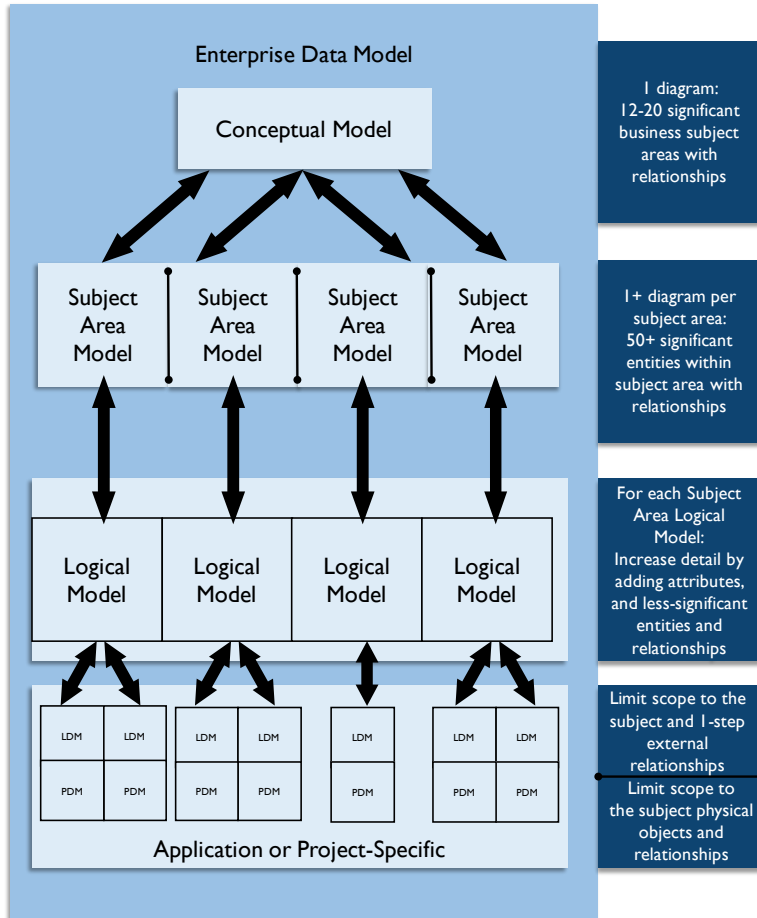 Enterprise Data Model
Conceptual Model
1 diagram:
12-20 significant
business subject
areas with
relationships
Subject
Area
Model
Subject
Area
Model
Subject
Area
Model
Subject
Area
Model
1+ diagram per
subject area:
50+ significant
entities within
subject area with
relationships
Logical
Model
Logical
Model
Logical
Model
Logical
Model
For each Subject
Area Logical
Model:
Increase detail by
adding attributes,
and less-significant
entities and
relationships
LDM
LDM
LDM
LDM
LDM
LDM
LDM
PDM
PDM
PDM
PDM
PDM
PDM
PDM
Application or Project-Specific
Limit scope to the
subject and 1-step
external
relationships
Limit scope to
the subject physical
objects and
relationships